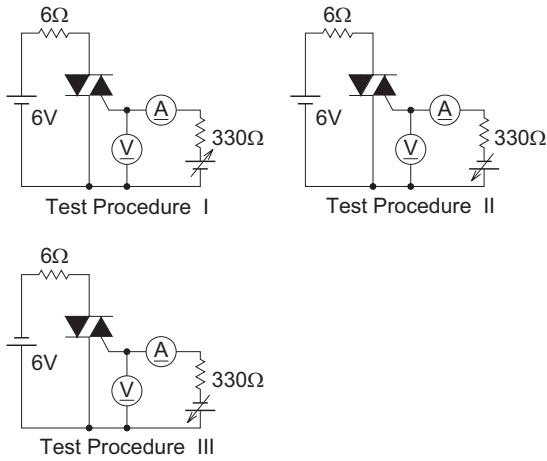 6Ω
6V
A
V
330Ω
Test Procedure I
6Ω
6V
A
V
330Ω
Test Procedure II
6Ω
6V
A
V
330Ω
Test Procedure III